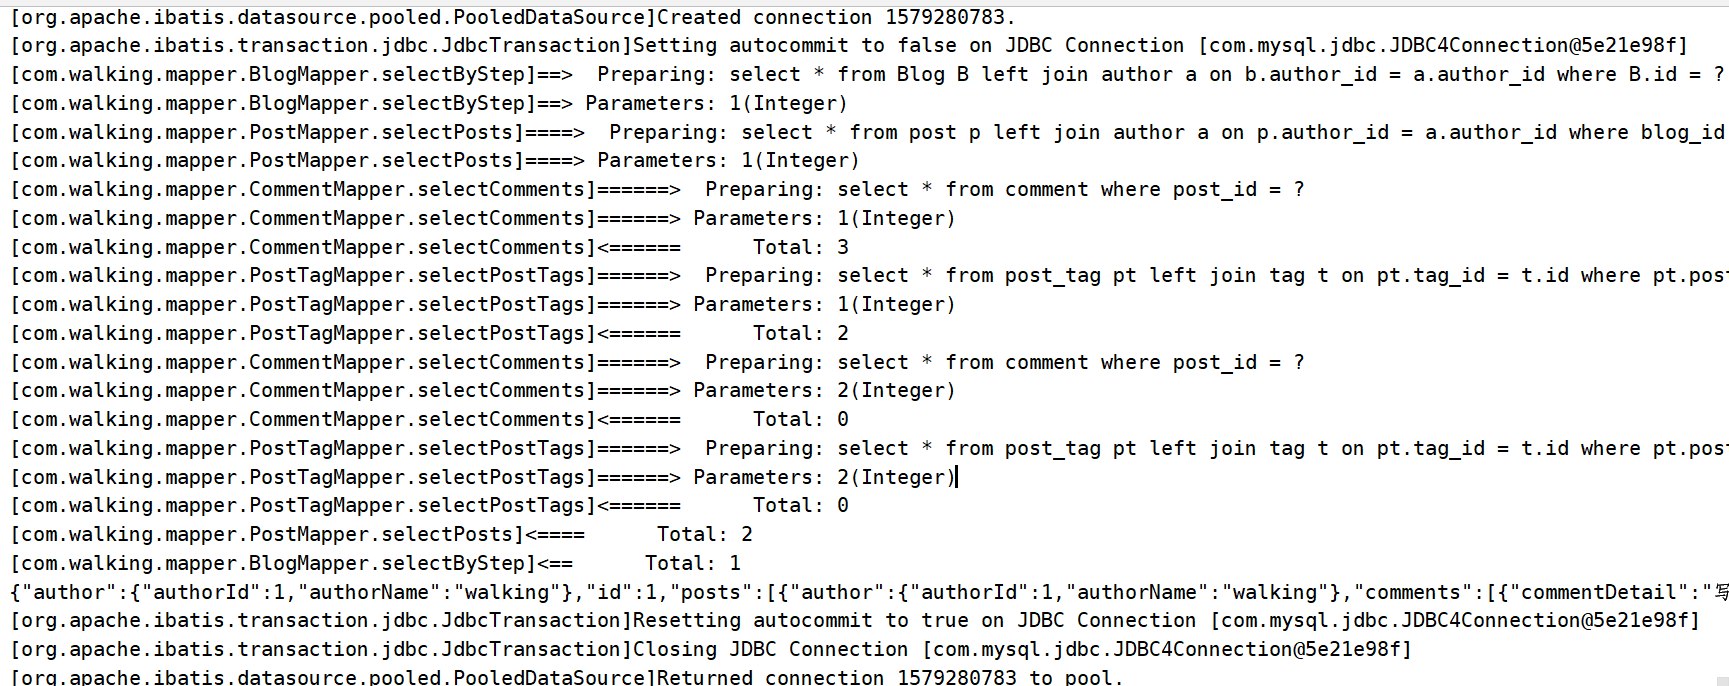 [org.apache.ibatis.datasource.pooled.PooledDataSource]Created connection 1579280783.
[org.apache.ibatis.transaction.jdbc.JdbcTransaction]Setting autocommit to false on JDBC Connection [com.mysql.jdbc.JDBC4Connection@5e21e98f]
[com.walking.mapper.BlogMapper.selectByStep]==>  Preparing: select * from Blog B left join author a on b.author_id = a.author_id where B.id = ?
[com.walking.mapper.BlogMapper.selectByStep]==> Parameters: 1(Integer)
[com.walking.mapper.PostMapper.selectPosts]====>  Preparing: select * from post p left join author a on p.author_id = a.author_id where blog_id
[com.walking.mapper.PostMapper.selectPosts]====> Parameters: 1(Integer)
[com.walking.mapper.CommentMapper.selectComments]======>  Preparing: select * from comment where post_id = ?
[com.walking.mapper.CommentMapper.selectComments]======> Parameters: 1(Integer)
[com.walking.mapper.CommentMapper.selectComments]<======      Total: 3
[com.walking.mapper.PostTagMapper.selectPostTags]======>  Preparing: select * from post_tag pt left join tag t on pt.tag_id = t.id where pt.post
[com.walking.mapper.PostTagMapper.selectPostTags]======> Parameters: 1(Integer)
[com.walking.mapper.PostTagMapper.selectPostTags]<======      Total: 2
[com.walking.mapper.CommentMapper.selectComments]======>  Preparing: select * from comment where post_id = ?
[com.walking.mapper.CommentMapper.selectComments]======> Parameters: 2(Integer)
[com.walking.mapper.CommentMapper.selectComments]<======      Total: 0
[com.walking.mapper.PostTagMapper.selectPostTags]======>  Preparing: select * from post_tag pt left join tag t on pt.tag_id = t.id where pt.post
[com.walking.mapper.PostTagMapper.selectPostTags]======> Parameters: 2(Integer)
[com.walking.mapper.PostTagMapper.selectPostTags]<======      Total: 0
[com.walking.mapper.PostMapper.selectPosts]<====      Total: 2
[com.walking.mapper.BlogMapper.selectByStep]<==      Total: 1
{"author":{"authorId":1,"authorName":"walking"},"id":1,"posts":[{"author":{"authorId":1,"authorName":"walking"},"comments":[{"commentDetail":"写
[org.apache.ibatis.transaction.jdbc.JdbcTransaction]Resetting autocommit to true on JDBC Connection [com.mysql.jdbc.JDBC4Connection@5e21e98f]
[org.apache.ibatis.transaction.jdbc.JdbcTransaction]Closing JDBC Connection [com.mysql.jdbc.JDBC4Connection@5e21e98f]
[org.apache.ibatis.datasource.pooled.PooledDataSource]Returned connection 1579280783 to pool.